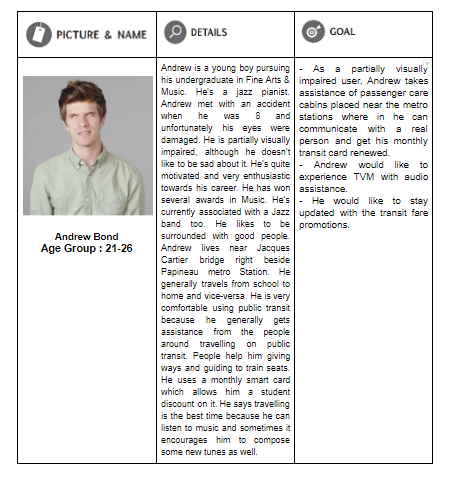 PICTURE & NAME
DETAILS
GOAL
Andrew Bond
Age Group : 21-26
Andrew is a young boy pursuing
his undergraduate in Fine Arts &
Music. He's a jazz pianist.
Andrew met with an accident
when he was 8 and
unfortunately his eyes were
damaged. He is partially visually
impaired, although he doesn't
like to be sad about it. He's quite
motivated and very enthusiastic
towards his career. He has won
several awards in Music. He's
currently associated with a Jazz
band too. He likes to be
surrounded with good people.
Andrew lives near Jacques
Cartier bridge right beside
Papineau metro Station. He
generally travels from school to
home and vice-versa. He is very
comfortable using public transit
because he generally gets
assistance from the people
around travelling on public
transit. People help him giving
ways and guiding to train seats.
He uses a monthly smart card
which allows him a student
discount on it. He says travelling
is the best time because he can
listen to music and sometimes it
encourages him to compose
some new tunes as well.
- As a partially visually
impaired user, Andrew takes
assistance of passenger care
cabins placed near the metro
stations where in he can
communicate with a real
person and get his monthly
transit card renewed.
- Andrew would like to
experience TVM with audio
assistance.
- He would like to stay
updated with the transit fare
promotions.